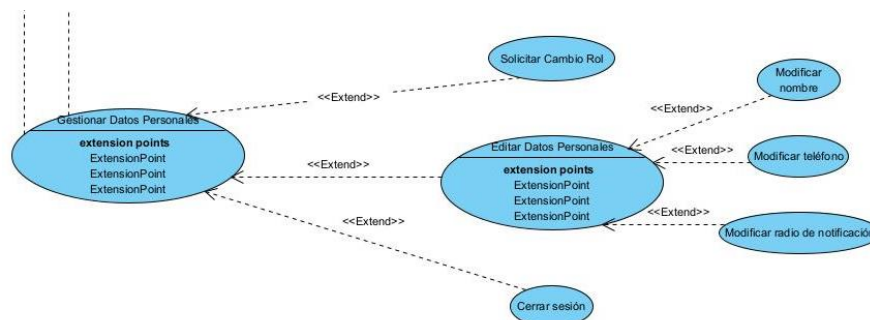 Solicitar Cambio Rol
Modificar
nombre
<<Extend>>
<<Extend>>
Gestionar Datos Personales
extension points
ExtensionPoint
ExtensionPoint
ExtensionPoint
<<Extend>>
Editar Datos Personales
extension points
ExtensionPoint
ExtensionPoint
ExtensionPoint
<<Extend>>
Modificar teléfono
<<Extend>>
<<Extend>>
Modificar radio de notificación
Cerrar sesión